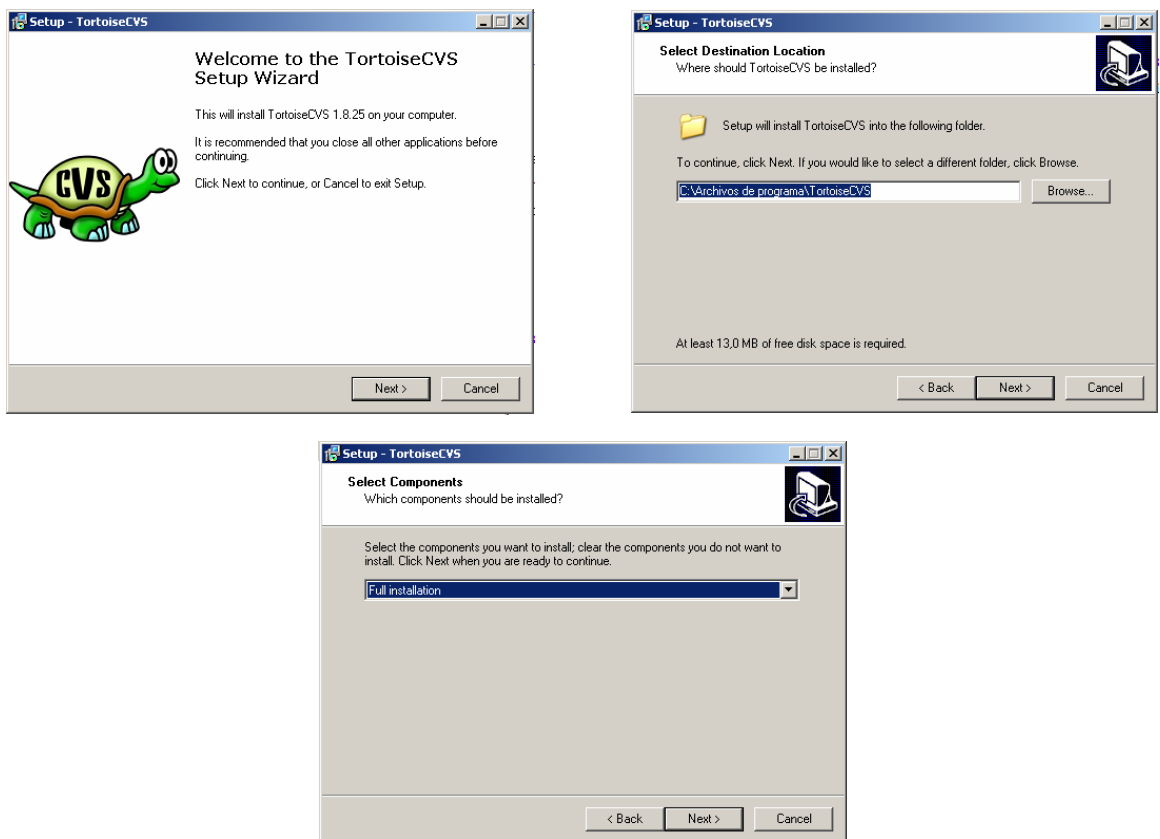 Setup - TortoiseCVS
Welcome to the TortoiseCVS
Setup Wizard
This will install TortoiseCVS 1.8.25 on your computer.
It is recommended that you close all other applications before
continuing.
Click Next to continue, or Cancel to exit Setup.
CVS
Next >
Cancel
Setup - TortoiseCVS
Select Destination Location
Where should TortoiseCVS be installed?
Setup will install TortoiseCVS into the following folder.
To continue, click Next. If you would like to select a different folder, click Browse.
C:\Archivos de programa\TortoiseCVS
Browse...
At least 13,0 MB of free disk space is required.
< Back
Next >
Cancel
Setup - TortoiseCVS
Select Components
Which components should be installed?
Select the components you want to install; clear the components you do not want to
install. Click Next when you are ready to continue.
Full installation
< Back
Next >
Cancel